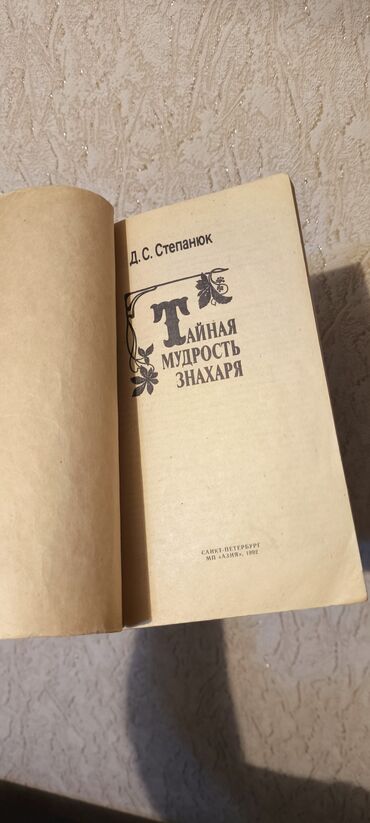 Д. С. Степанюк
ТАЙНАЯ
МУДРОСТЬ
ЗНАХАРЯ
САНКТ-ПЕТЕРБУРГ
МП «АЗИЯ», 1992